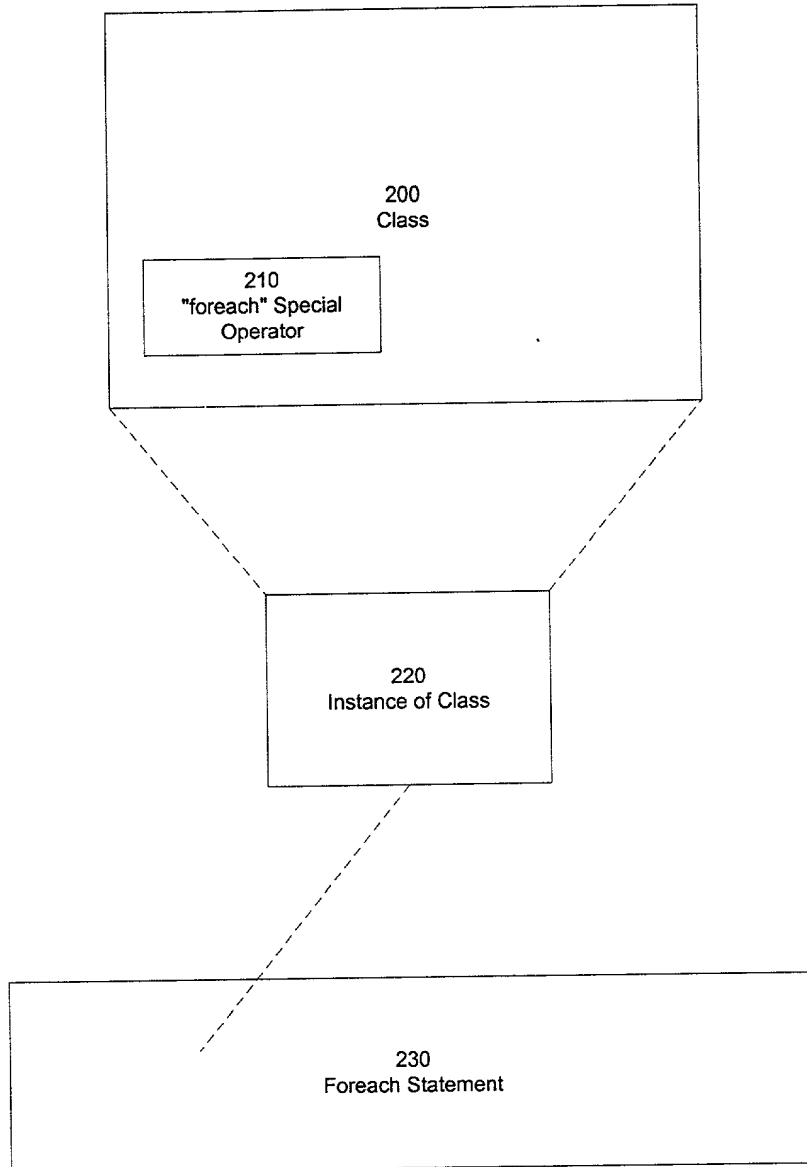 200
Class
210
"foreach" Special
Operator
220
Instance of Class
230
Foreach Statement